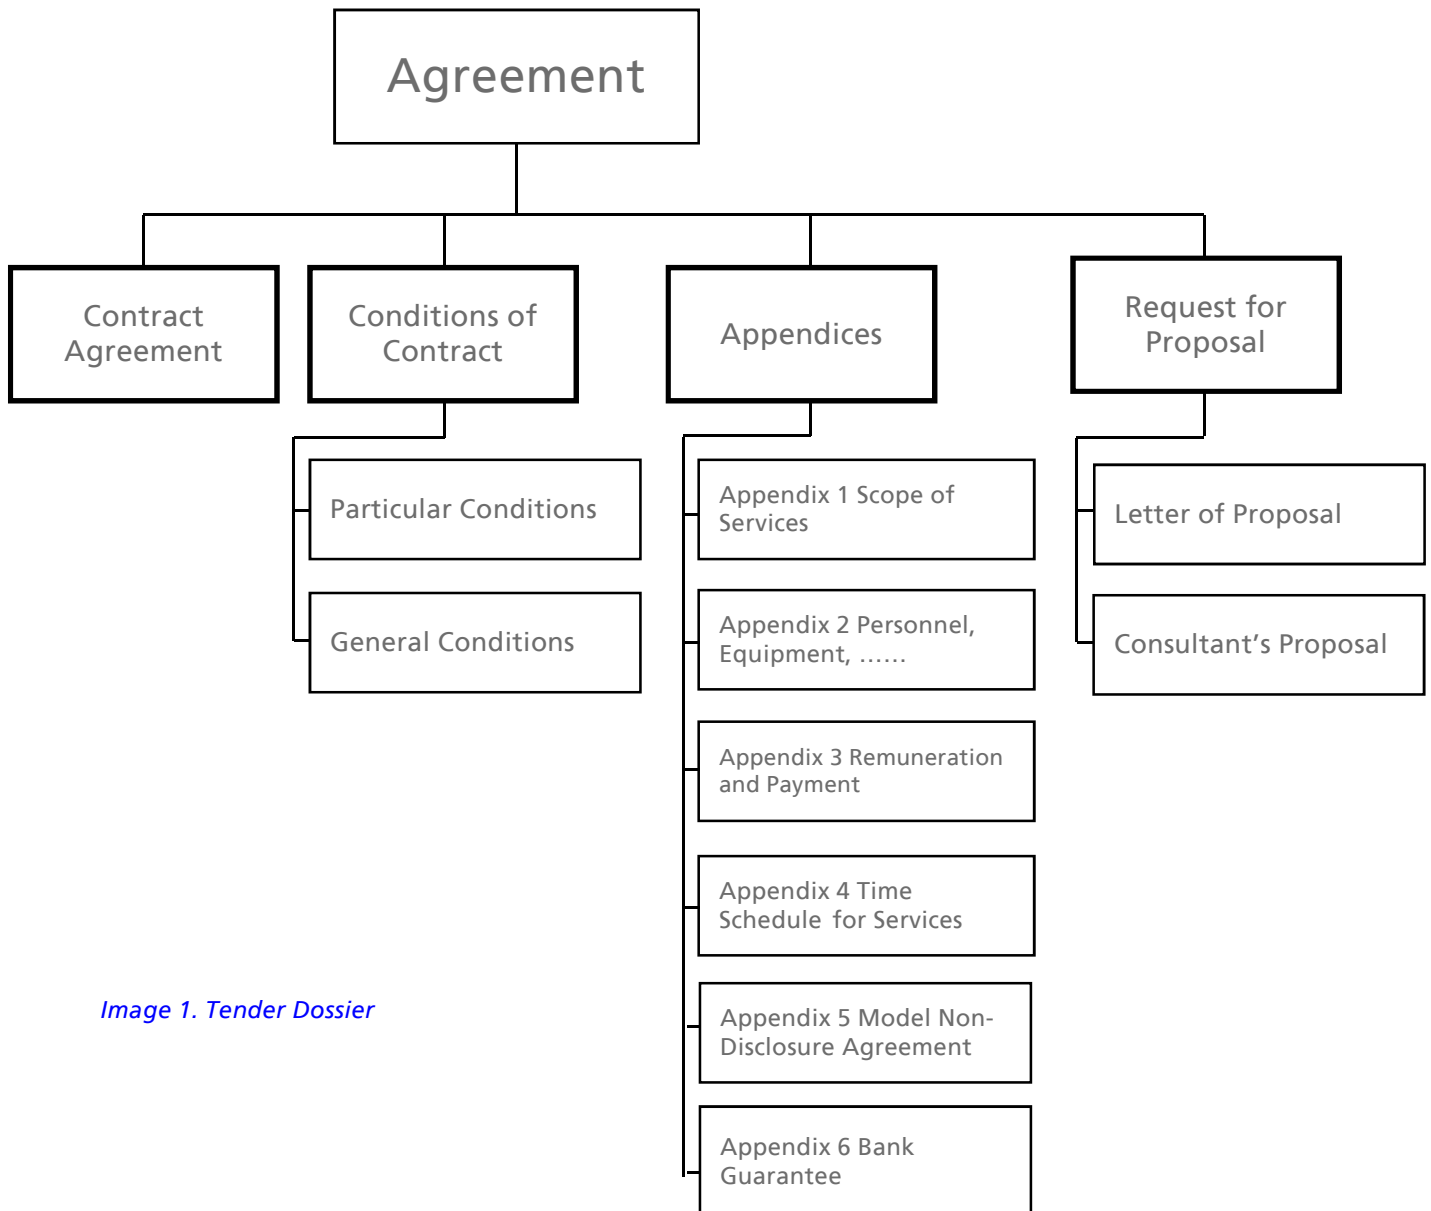 Agreement
Contract
Agreement
Conditions of
Contract
Appendices
Request for
Proposal
Particular Conditions
General Conditions
Appendix 1 Scope of
Services
Appendix 2 Personnel,
Equipment, ……
Appendix 3 Remuneration
and Payment
Appendix 4 Time
Schedule for Services
Appendix 5 Model Non-
Disclosure Agreement
Appendix 6 Bank
Guarantee
Letter of Proposal
Consultant’s Proposal
Image 1. Tender Dossier